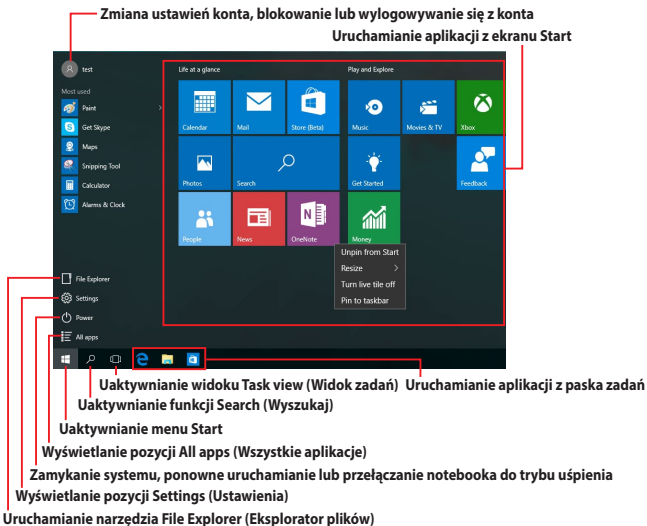 Zmiana ustawień konta, blokowanie lub wylogowywanie się z konta
Uruchamianie aplikacji z ekranu Start
test
Life at a glance
Play and Explore
Most used
Paint
Get Skype
Maps
Snipping Tool
Calculator
Alarms & Clock
Calendar
Mail
Store (Beta)
Music
Movies & TV
Xbox
Photos
Search
Get Started
Feedback
People
News
OneNote
Money
Unpin from Start
Resize
Turn live tile off
Pin to taskbar
File Explorer
Settings
Power
All apps
Uaktywnianie widoku Task view (Widok zadań)
Uruchamianie aplikacji z paska zadań
Uaktywnianie funkcji Search (Wyszukaj)
Uaktywnianie menu Start
Wyświetlanie pozycji All apps (Wszystkie aplikacje)
Zamykanie systemu, ponowne uruchamianie lub przełączanie notebooka do trybu uśpienia
Wyświetlanie pozycji Settings (Ustawienia)
Uruchamianie narzędzia File Explorer (Eksplorator plików)